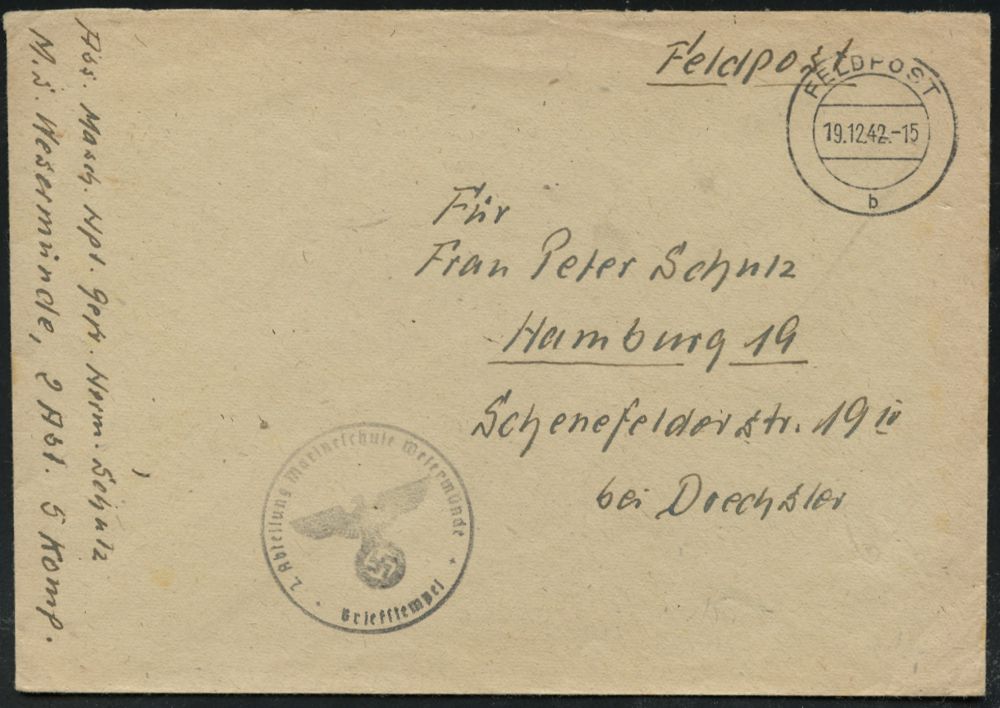 Feldpost
FELDPOST
19.12.42.-15
b
Für
Frau Peter Schulz
Hamburg 19
Schenefelderstr. 19 III
bei Drechsler
2. Abteilung Marineschule Wesermünde
Briefstempel
Abs. Masch. Hpt. Gefr. Herm. Schulz
M.S. Wesermünde, 2 Abt. 5 Komp.